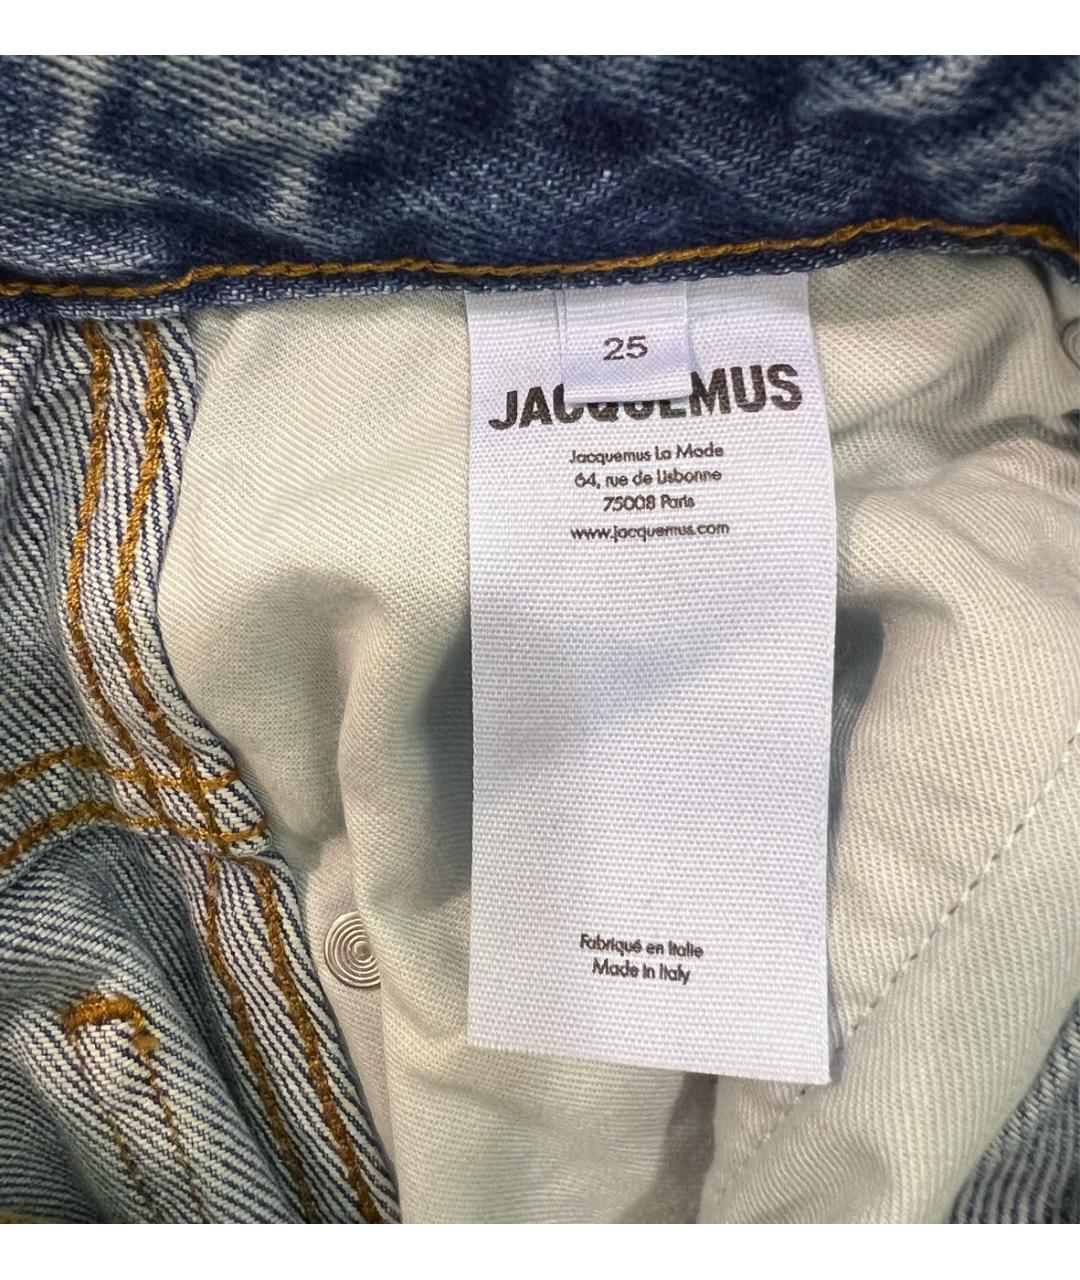 25
JACQUEMUS
Jacquemus La Mode
64, rue de Lisbonne
75008 Paris
www.jacquemus.com
Fabriqué en Italie
Made in Italy